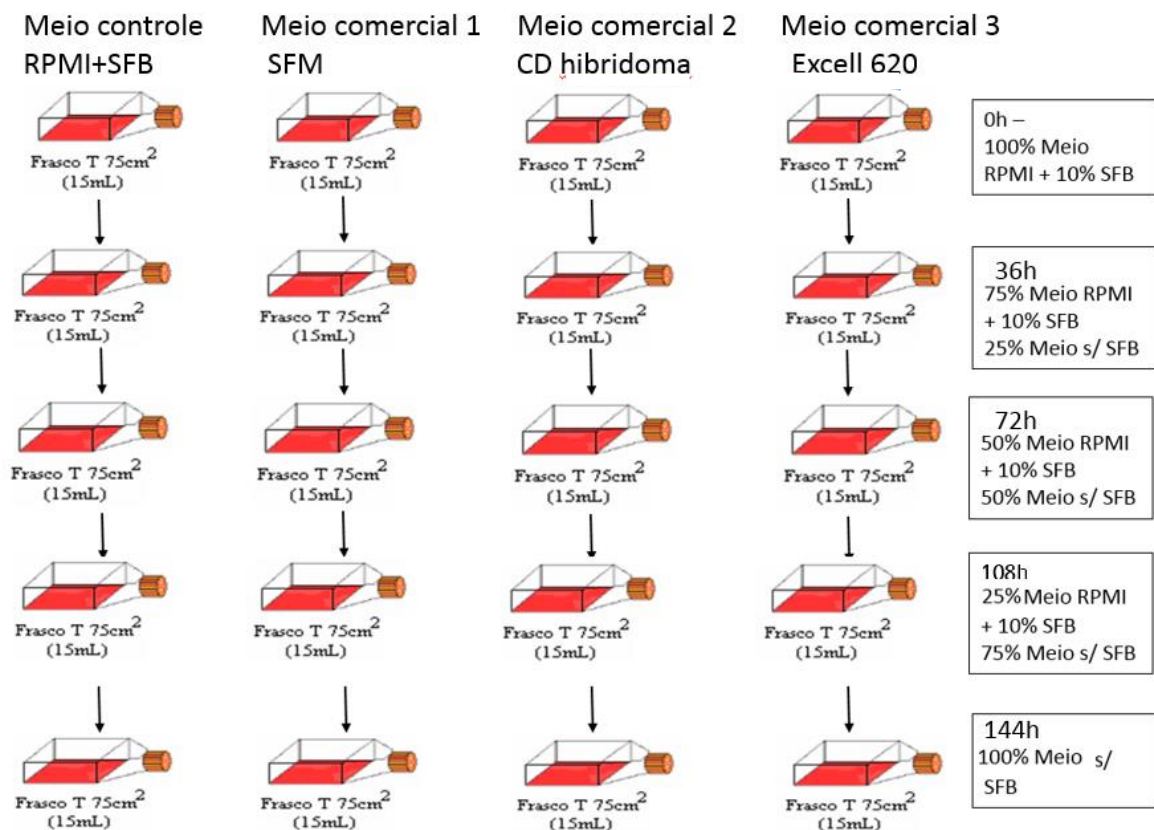 Meio controle
RPMI+SFB
Meio comercial 1
SFM
Meio comercial 2
CD hibridoma
Meio comercial 3
Excell 620
Frasco T 75cm2
(15mL)
Frasco T 75cm2
(15mL)
Frasco T 75cm2
(15mL)
Frasco T 75cm2
(15mL)
0h –
100% Meio
RPMI + 10% SFB
Frasco T 75cm2
(15mL)
Frasco T 75cm2
(15mL)
Frasco T 75cm2
(15mL)
Frasco T 75cm2
(15mL)
36h
75% Meio RPMI
+ 10% SFB
25% Meio s/ SFB
Frasco T 75cm2
(15mL)
Frasco T 75cm2
(15mL)
Frasco T 75cm2
(15mL)
Frasco T 75cm2
(15mL)
72h
50% Meio RPMI
+ 10% SFB
50% Meio s/ SFB
Frasco T 75cm2
(15mL)
Frasco T 75cm2
(15mL)
Frasco T 75cm2
(15mL)
Frasco T 75cm2
(15mL)
108h
25% Meio RPMI
+ 10% SFB
75% Meio s/ SFB
Frasco T 75cm2
(15mL)
Frasco T 75cm2
(15mL)
Frasco T 75cm2
(15mL)
Frasco T 75cm2
(15mL)
144h
100% Meio s/
SFB